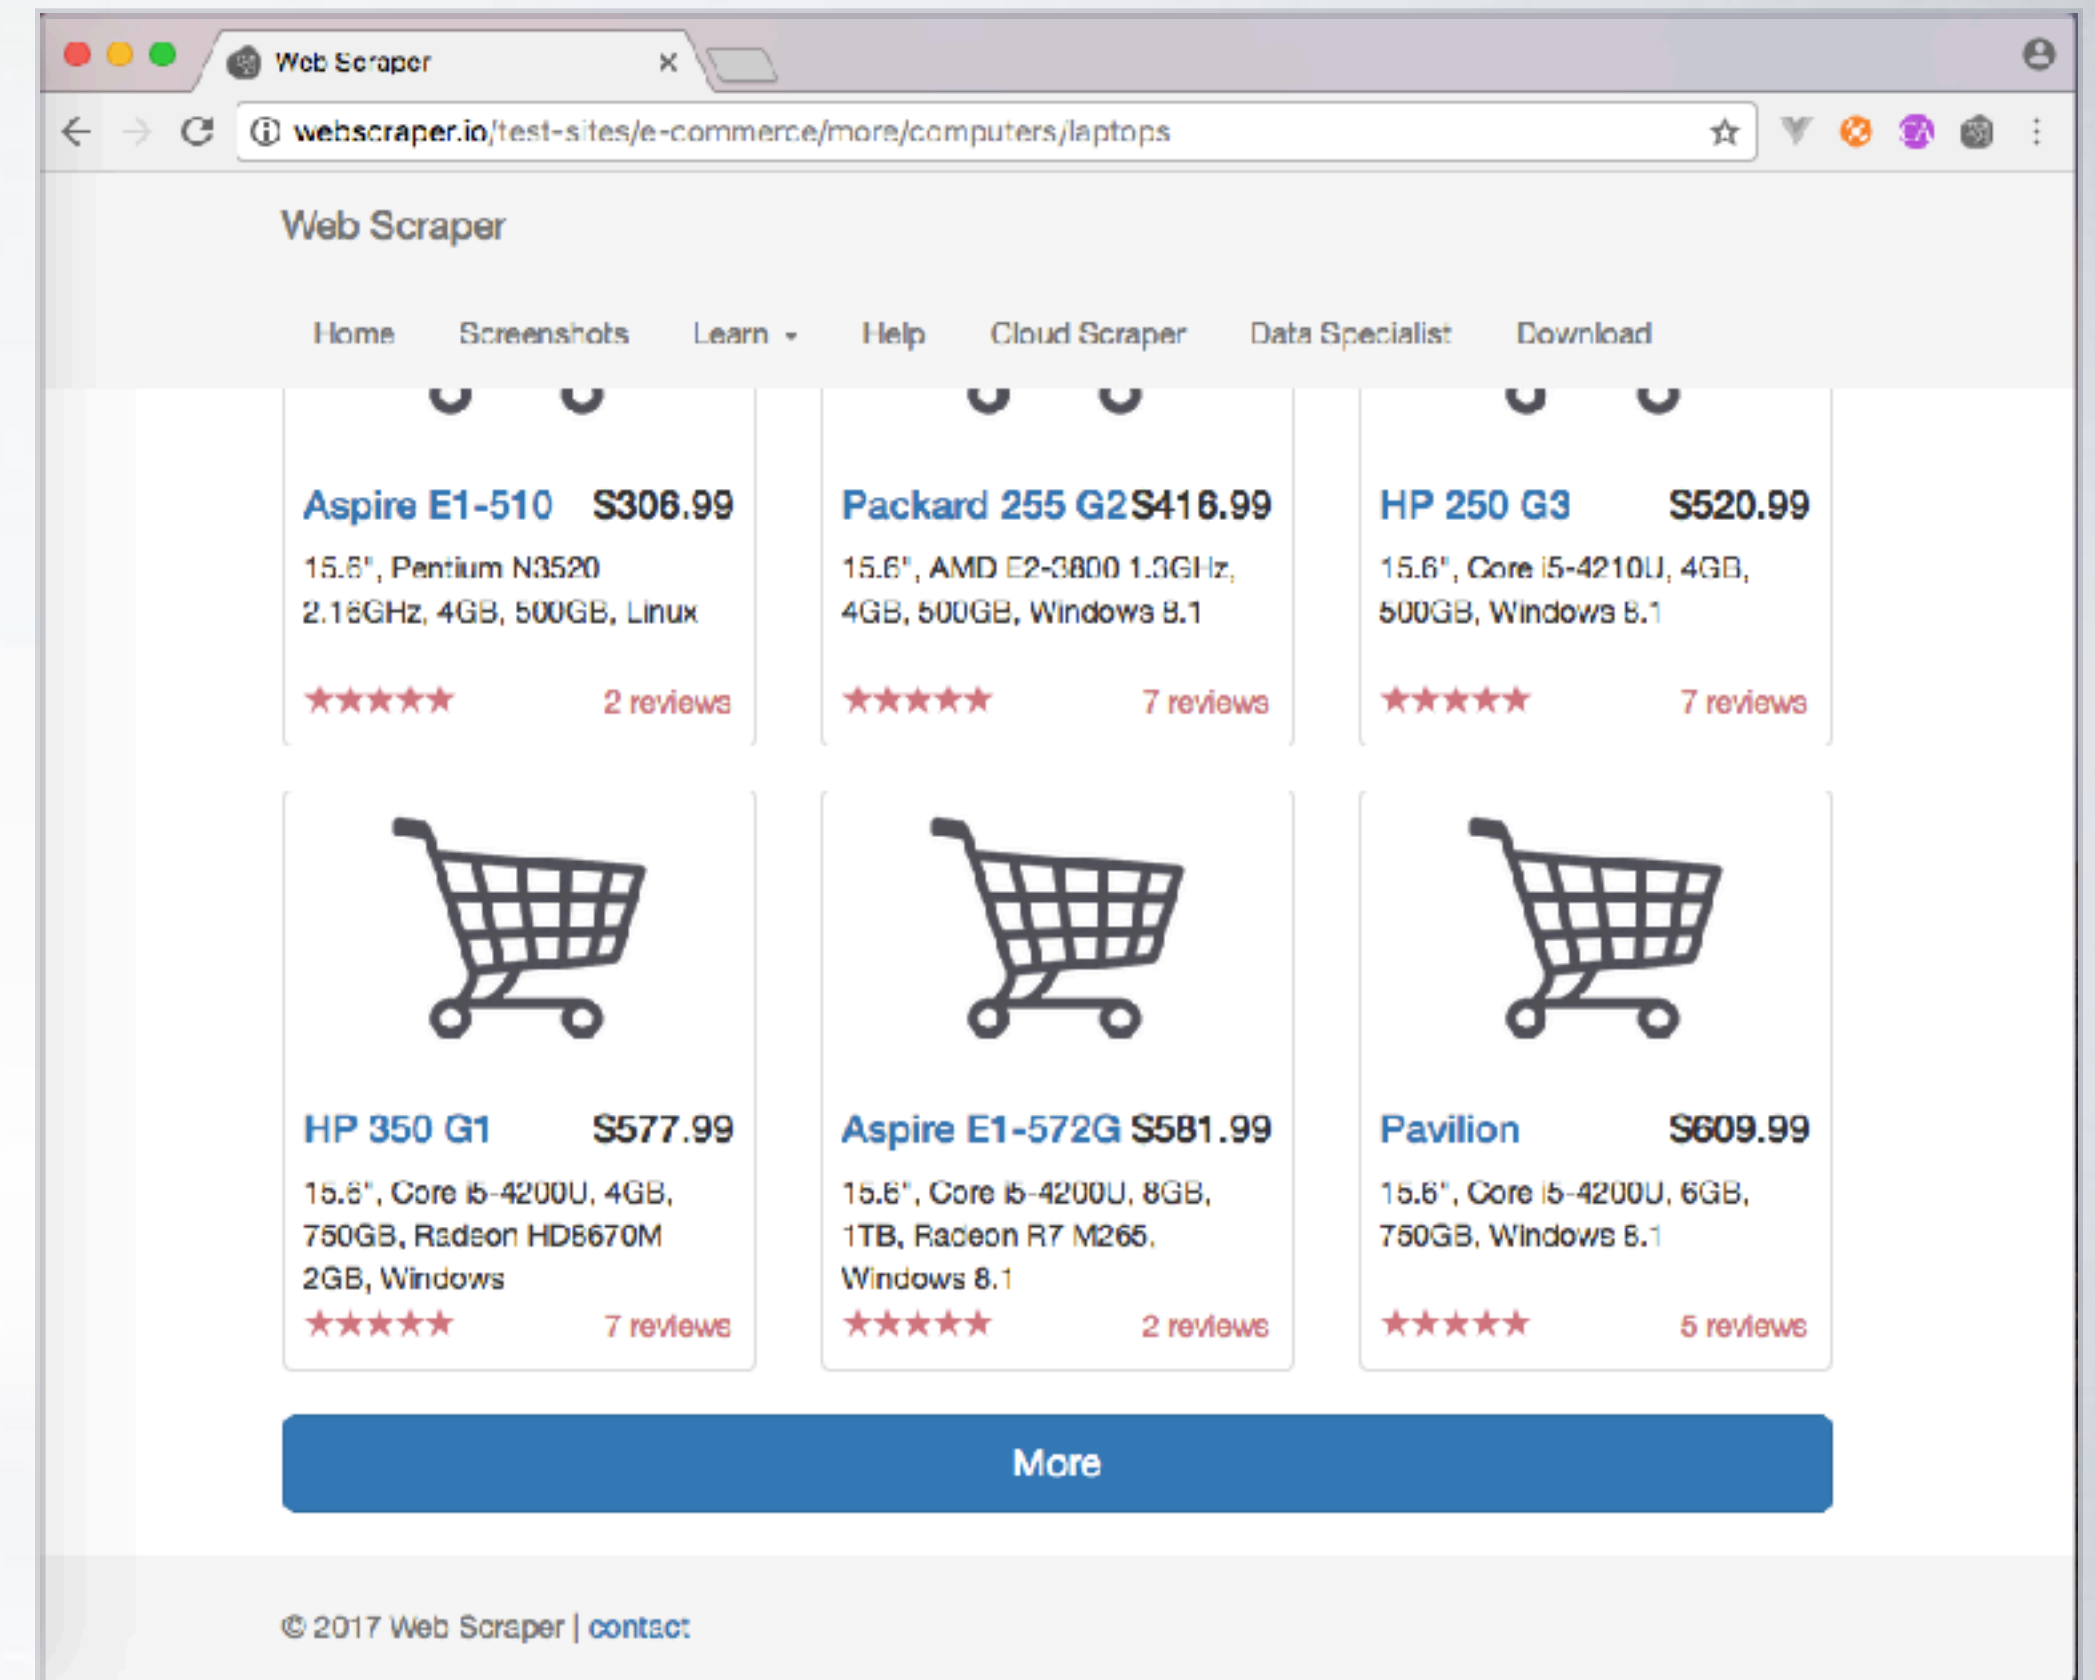 Web Scraper
webscraper.io/test-sites/e-commerce/more/computers/laptops
Web Scraper
Home Screenshots Learn Help Cloud Scraper Data Specialist Download
Aspire E1-510 $306.99
15.6", Pentium N3520
2.16GHz, 4GB, 500GB, Linux
2 reviews
Packard 255 G2 $416.99
15.6", AMD E2-3800 1.3GHz,
4GB, 500GB, Windows 8.1
7 reviews
HP 250 G3 $520.99
15.6", Core i5-4210U, 4GB,
500GB, Windows 8.1
7 reviews
HP 350 G1 $577.99
15.6", Core i5-4200U, 4GB,
750GB, Radeon HD8670M
2GB, Windows
7 reviews
Aspire E1-572G $581.99
15.6", Core i5-4200U, 8GB,
1TB, Radeon R7 M265,
Windows 8.1
2 reviews
Pavilion $609.99
15.6", Core i5-4200U, 6GB,
750GB, Windows 8.1
5 reviews
More
© 2017 Web Scraper | contact